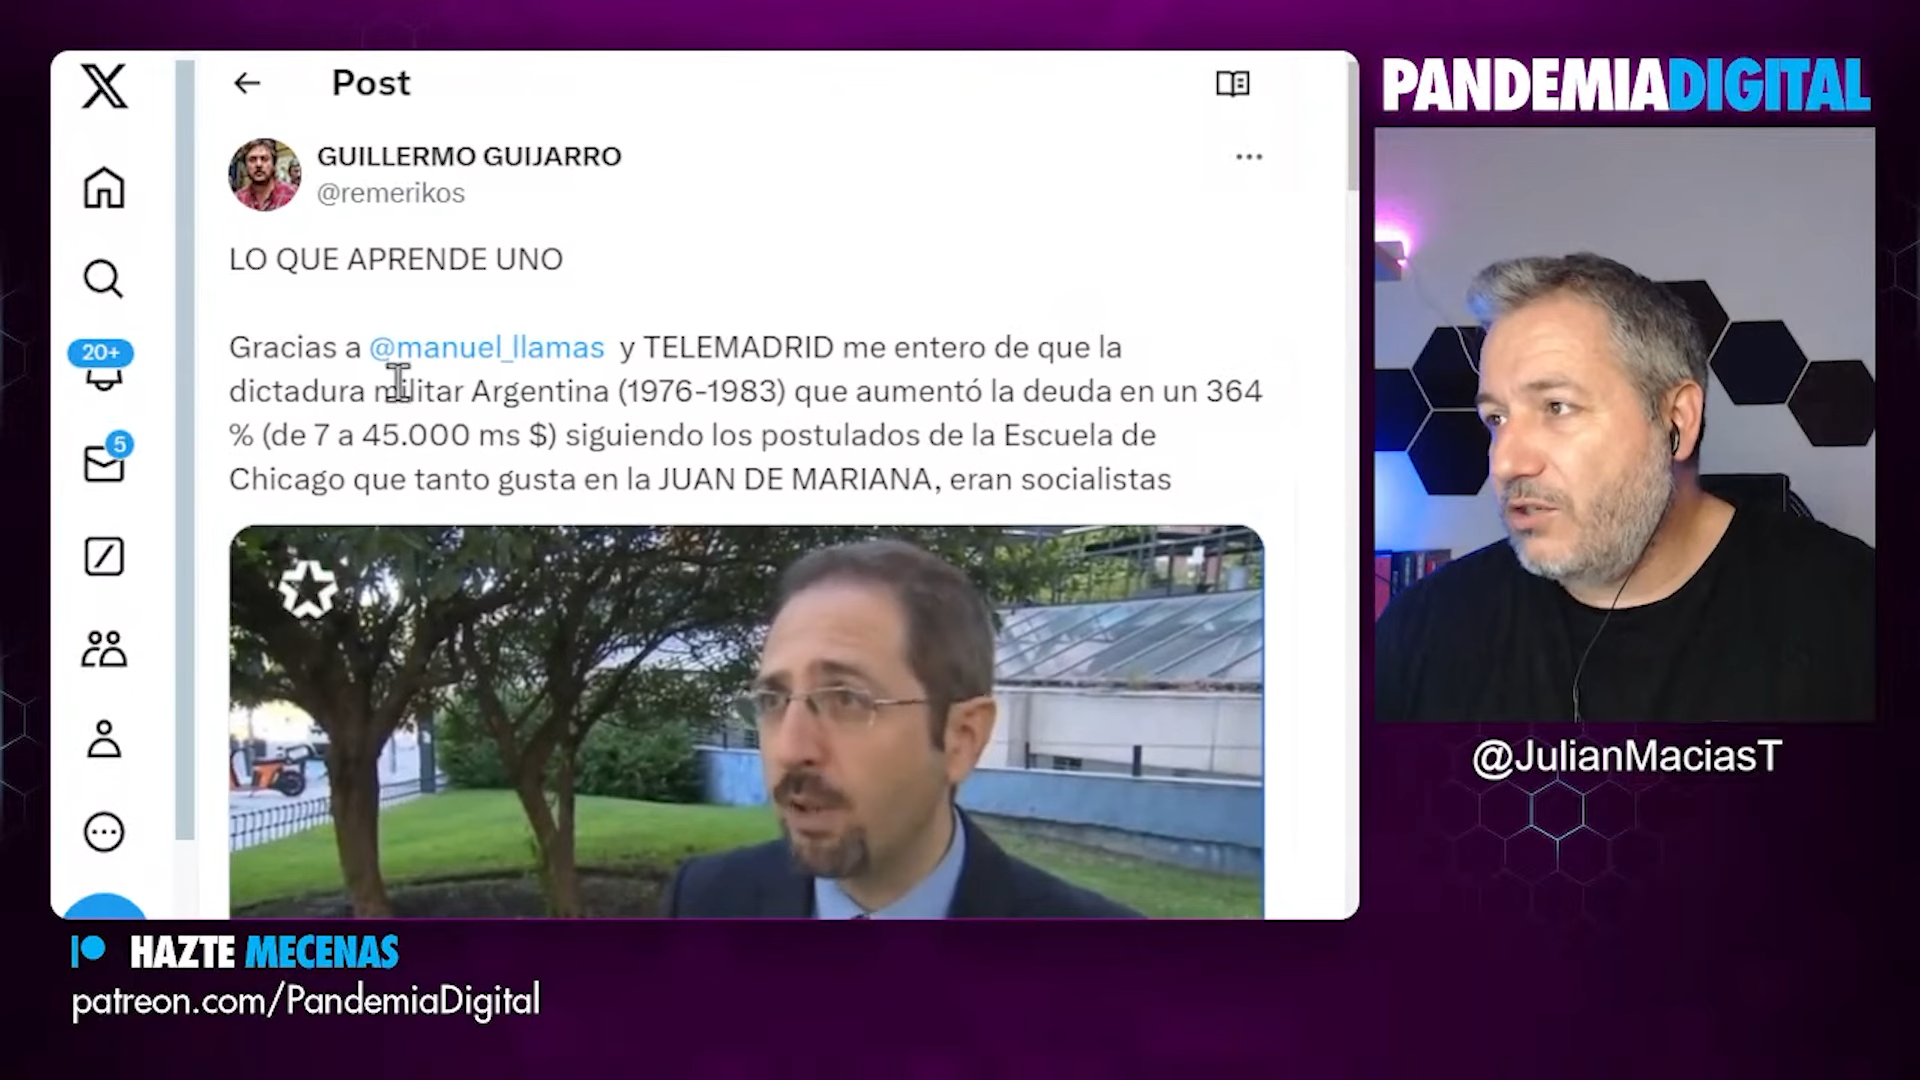 Post
GUILLERMO GUIJARRO
@remerikos
LO QUE APRENDE UNO
Gracias a @manuel_llamas y TELEMADRID me entero de que la
dictadura militar Argentina (1976-1983) que aumentó la deuda en un 364
% (de 7 a 45.000 ms $) siguiendo los postulados de la Escuela de
Chicago que tanto gusta en la JUAN DE MARIANA, eran socialistas
20+
5
PANDEMIADIGITAL
@JulianMaciasT
HAZTE MECENAS
patreon.com/PandemiaDigital